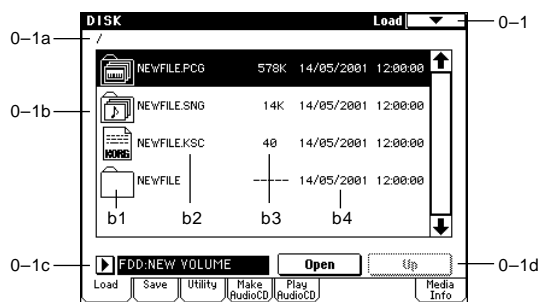 DISK Load 0–1
0–1a /
NEWFILE.PCG 578K 14/05/2001 12:00:00
0–1b NEWFILE.SNG 14K 14/05/2001 12:00:00
KORG NEWFILE.KSC 40 14/05/2001 12:00:00
NEWFILE ----- 14/05/2001 12:00:00
b1 b2 b3 b4
0–1c FDD:NEW VOLUME Open Up 0–1d
Load Save Utility Make AudioCD Play AudioCD Media Info